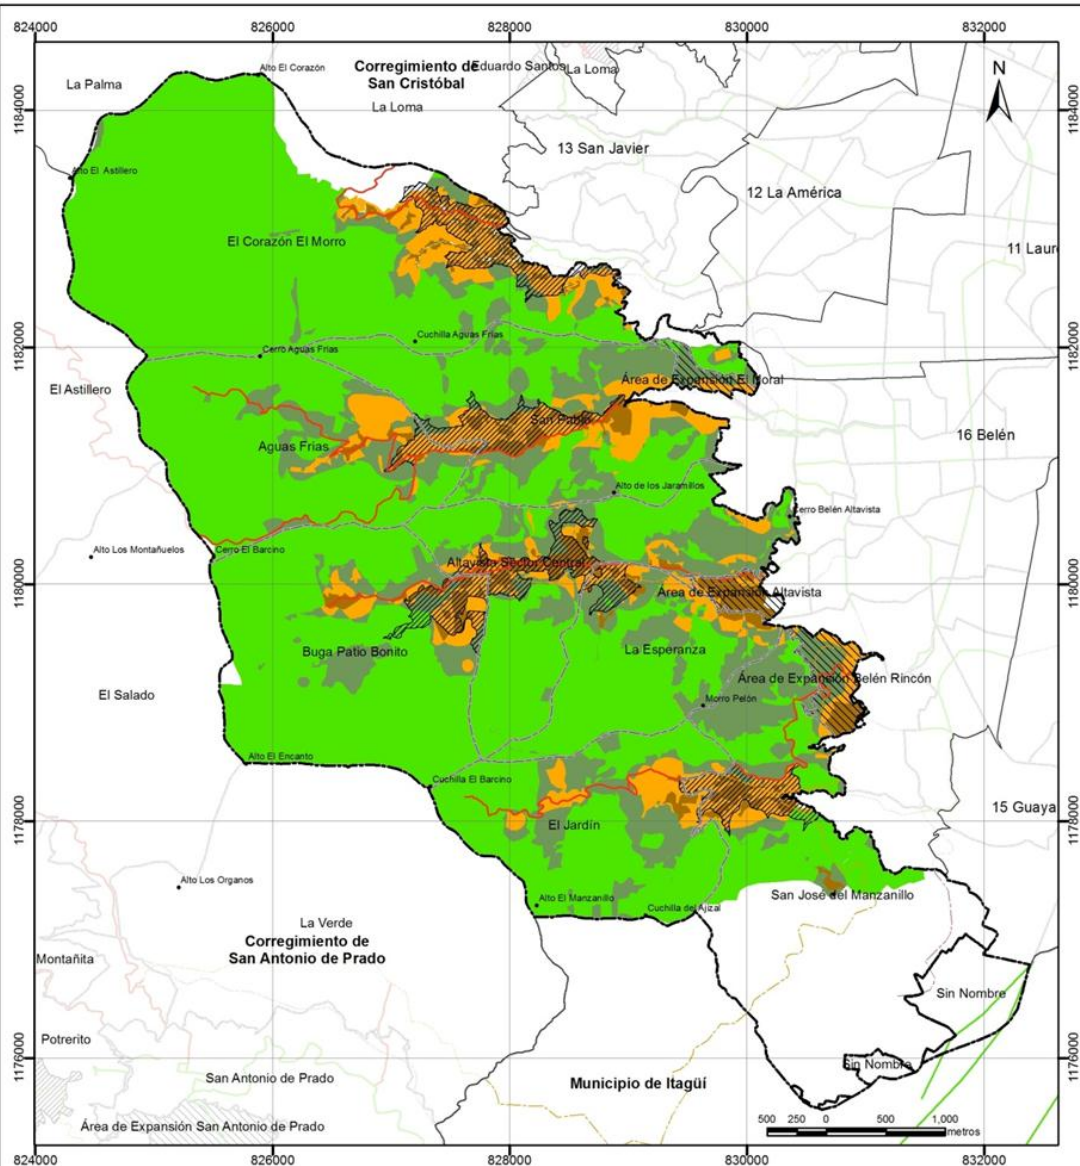 824000
826000
828000
830000
832000
Alto El Corazón
Corregimiento de
San Cristóbal
Eduardo Santos
La Loma
N
La Palma
La Loma
1184000
1184000
13 San Javier
Alto El Astillero
12 La América
El Corazón El Morro
11 Laur
Cuchilla Aguas Frías
1182000
1182000
Cerro Aguas Frías
Área de Expansión El Noral
El Astillero
San Pablo
Aguas Frias
16 Belén
Alto de los Jaramillos
Cerro Belén Altavista
Alto Los Montañuelos
Cerro El Barcino
Altavista Sector Central
1180000
1180000
Área de Expansión Altavista
Buga Patio Bonito
La Esperanza
Área de Expansión Belén Rincón
El Salado
Morro Pelón
Alto El Encanto
Cuchilla El Barcino
15 Guaya
1178000
1178000
El Jardín
Alto Los Organos
San José del Manzanillo
Alto El Manzanillo
Cuchilla del Ajizal
La Verde
Corregimiento de
San Antonio de Prado
Montañita
Sin Nombre
1176000
1176000
Potrerito
Sin Nombre
San Antonio de Prado
Municipio de Itagüí
500 250 0 500 1,000
metros
Área de Expansión San Antonio de Prado
824000
826000
828000
830000
832000